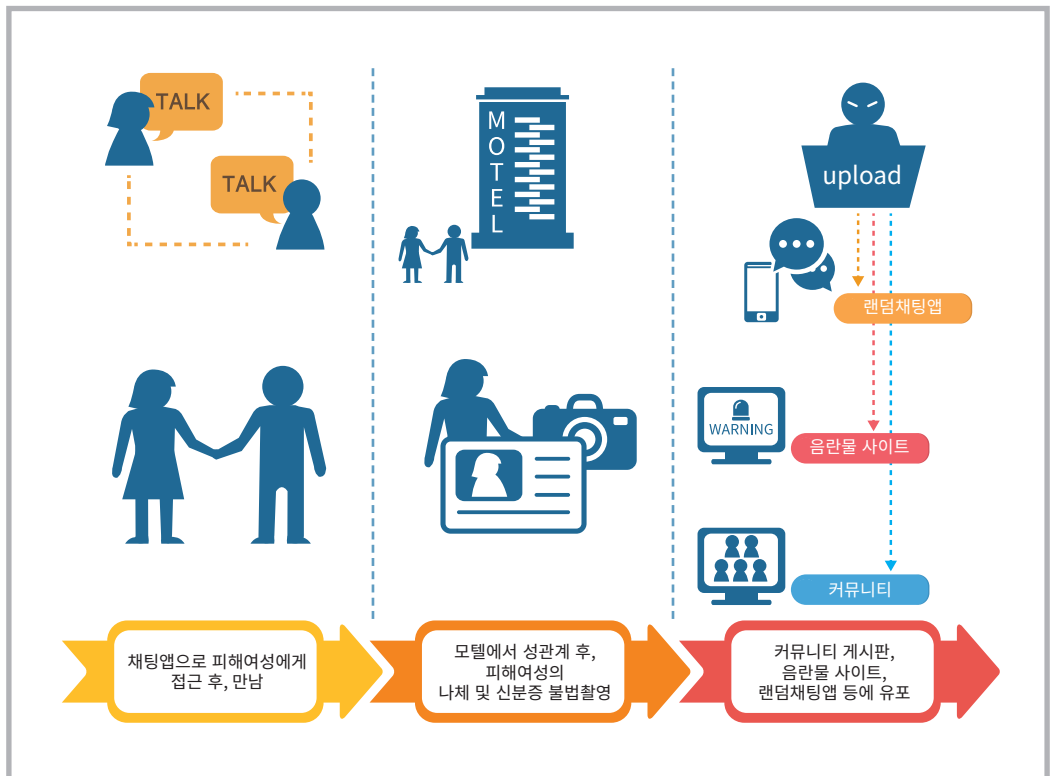 TALK
TALK
MOTEL
upload
랜덤채팅앱
WARNING
음란물 사이트
커뮤니티
채팅앱으로 피해여성에게
접근 후, 만남
모텔에서 성관계 후,
피해여성의
나체 및 신분증 불법촬영
커뮤니티 게시판,
음란물 사이트,
랜덤채팅앱 등에 유포